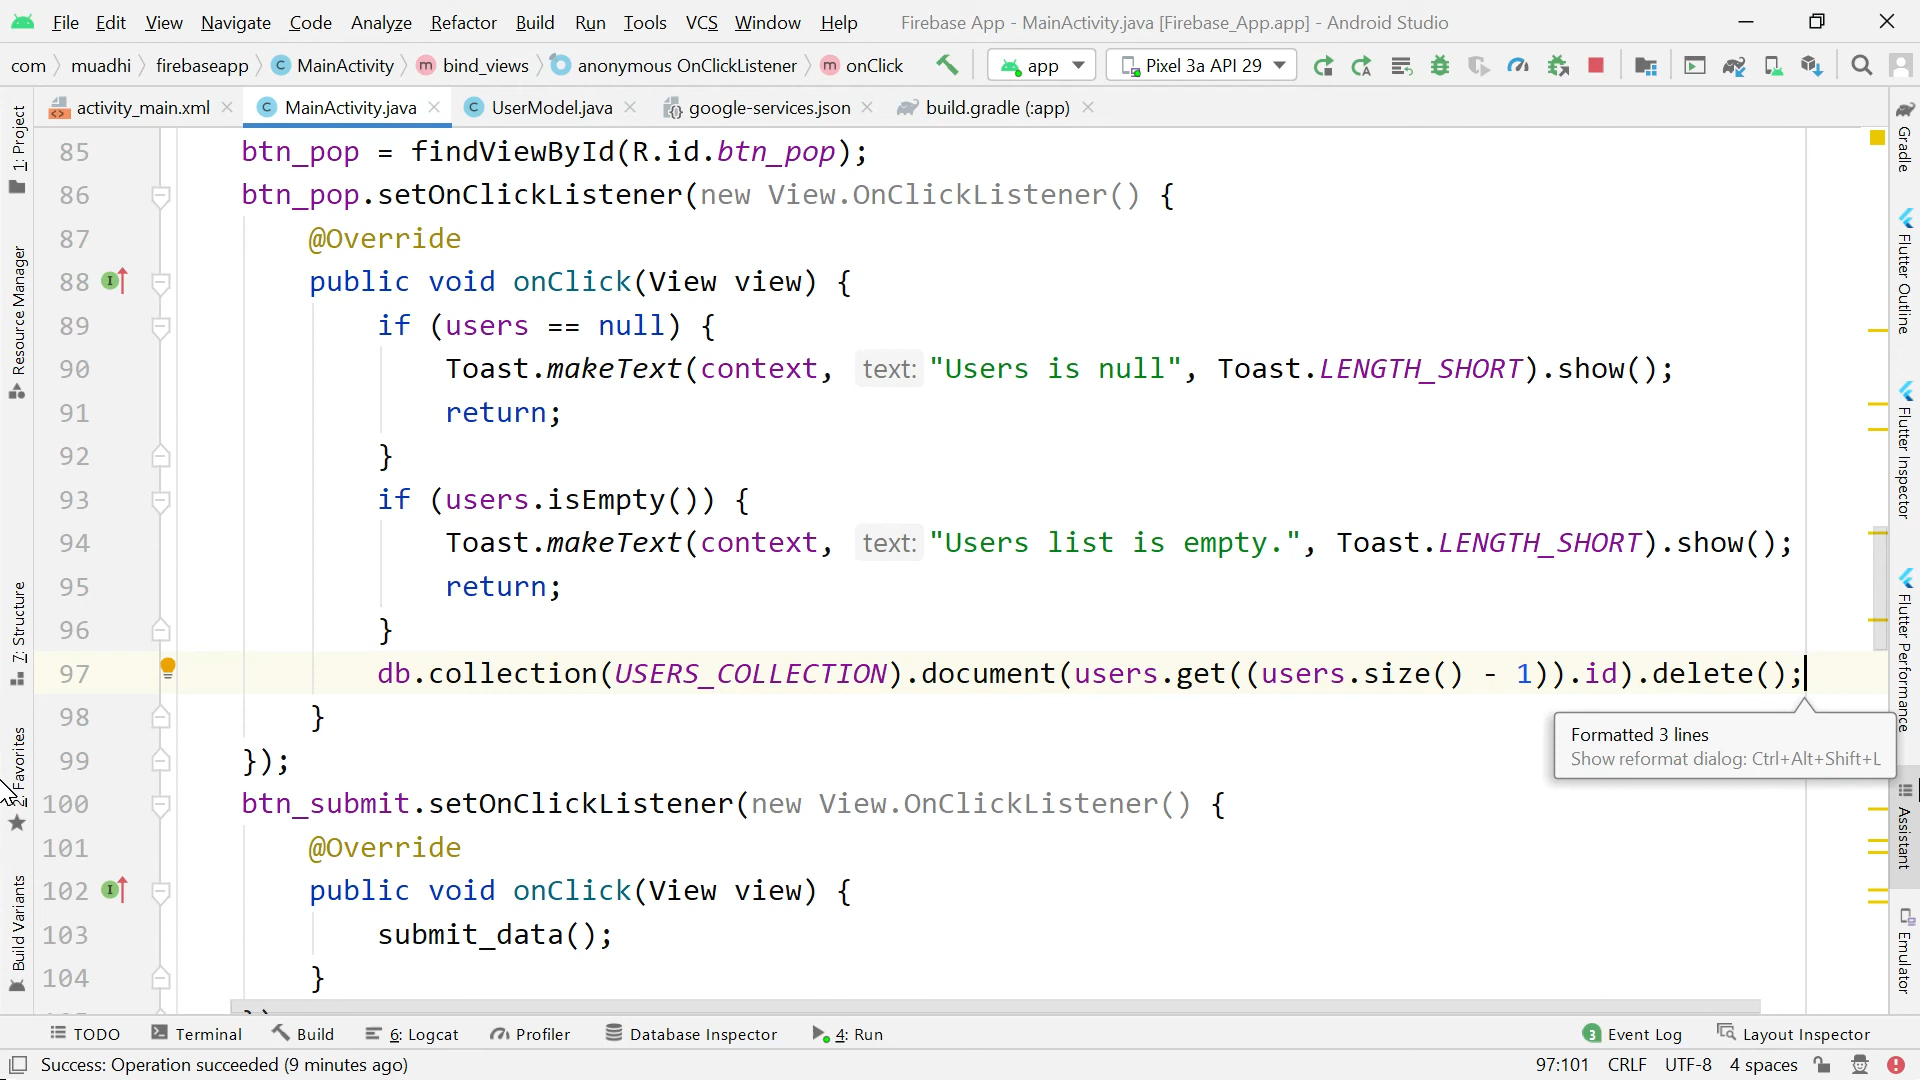 File Edit View Navigate Code Analyze Refactor Build Run Tools VCS Window Help Firebase App - MainActivity.java [Firebase_App.app] - Android Studio
com muadhi firebaseapp MainActivity bind_views anonymous OnClickListener onClick app Pixel 3a API 29
activity_main.xml MainActivity.java UserModel.java google-services.json build.gradle (:app)
1: Project
Resource Manager
7: Structure
2: Favorites
Build Variants
85 btn_pop = findViewById(R.id.btn_pop);
86 btn_pop.setOnClickListener(new View.OnClickListener() {
87 @Override
88 public void onClick(View view) {
89 if (users == null) {
90 Toast.makeText(context, text: "Users is null", Toast.LENGTH_SHORT).show();
91 return;
92 }
93 if (users.isEmpty()) {
94 Toast.makeText(context, text: "Users list is empty.", Toast.LENGTH_SHORT).show();
95 return;
96 }
97 db.collection(USERS_COLLECTION).document(users.get((users.size() - 1)).id).delete();
98 }
Formatted 3 lines
Show reformat dialog: Ctrl+Alt+Shift+L
99 });
100 btn_submit.setOnClickListener(new View.OnClickListener() {
101 @Override
102 public void onClick(View view) {
103 submit_data();
104 }
Gradle
Flutter Outline
Flutter Inspector
Flutter Performance
Assistant
Emulator
TODO Terminal Build 6: Logcat Profiler Database Inspector 4: Run 3 Event Log Layout Inspector
Success: Operation succeeded (9 minutes ago) 97:101 CRLF UTF-8 4 spaces